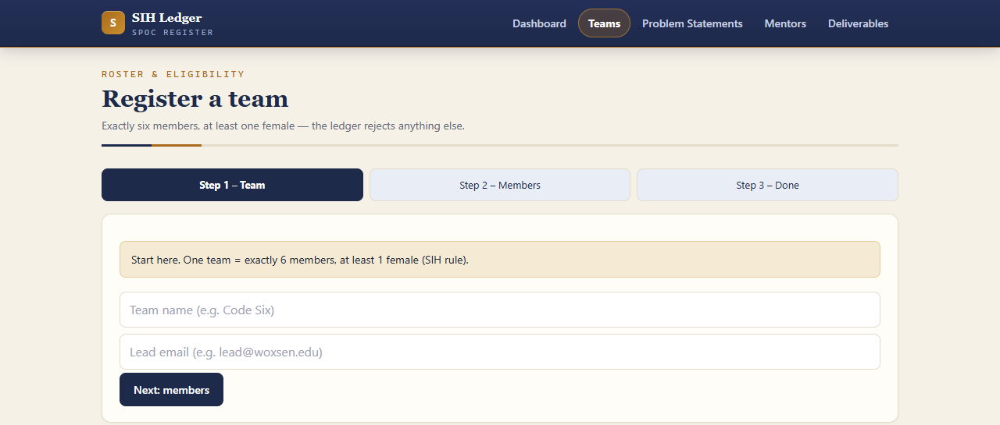 S
SIH Ledger
SPOC REGISTER
Dashboard
Teams
Problem Statements
Mentors
Deliverables
ROSTER & ELIGIBILITY
Register a team
Exactly six members, at least one female — the ledger rejects anything else.
Step 1 – Team
Step 2 – Members
Step 3 – Done
Start here. One team = exactly 6 members, at least 1 female (SIH rule).
Team name (e.g. Code Six)
Lead email (e.g. lead@woxsen.edu)
Next: members